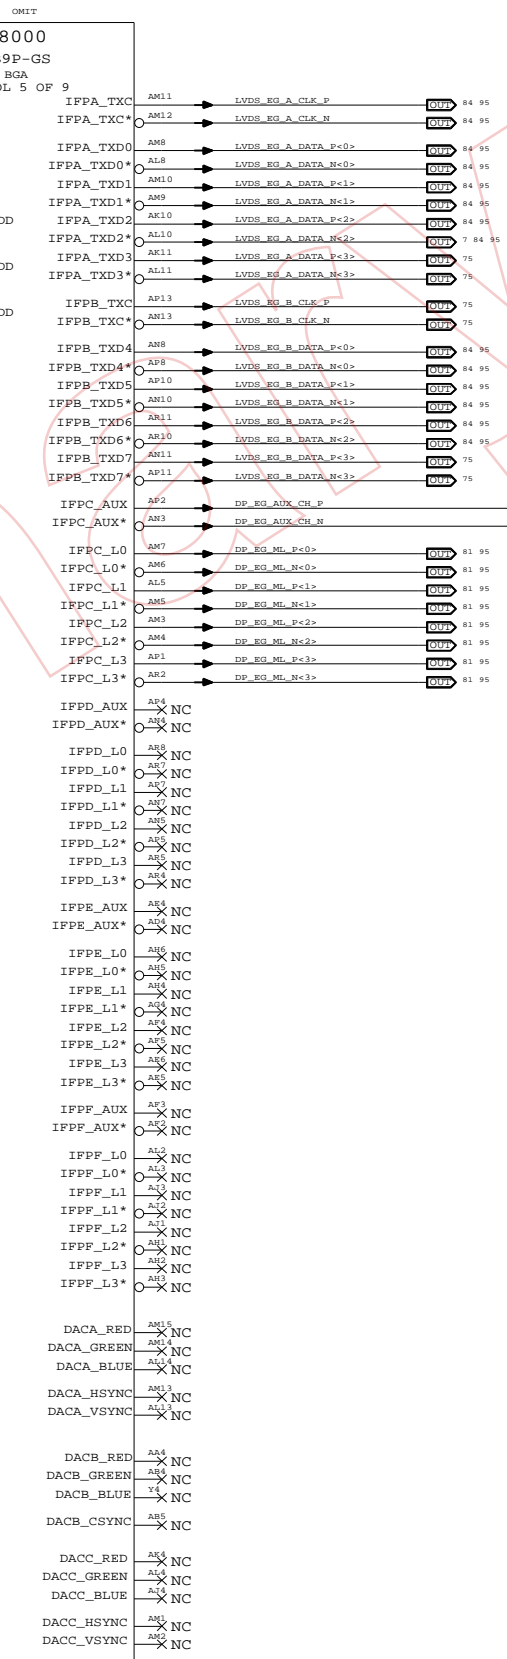 OMIT
8000
9P-GS
BGA
OL 5 OF 9
IFPA_TXC AM11 LVDS_EG_A_CLK_P OUT 84 95
IFPA_TXC* AM12 LVDS_EG_A_CLK_N OUT 84 95
IFPA_TXD0 AM8 LVDS_EG_A_DATA_P<0> OUT 84 95
IFPA_TXD0* AL8 LVDS_EG_A_DATA_N<0> OUT 84 95
IFPA_TXD1 AM10 LVDS_EG_A_DATA_P<1> OUT 84 95
IFPA_TXD1* AM9 LVDS_EG_A_DATA_N<1> OUT 84 95
DD IFPA_TXD2 AK10 LVDS_EG_A_DATA_P<2> OUT 84 95
IFPA_TXD2* AL10 LVDS_EG_A_DATA_N<2> OUT 7 84 95
DD IFPA_TXD3 AK11 LVDS_EG_A_DATA_P<3> OUT 75
IFPA_TXD3* AL11 LVDS_EG_A_DATA_N<3> OUT 75
DD IFPB_TXC AP13 LVDS_EG_B_CLK_P OUT 75
IFPB_TXC* AN13 LVDS_EG_B_CLK_N OUT 75
IFPB_TXD4 AN8 LVDS_EG_B_DATA_P<0> OUT 84 95
IFPB_TXD4* AP8 LVDS_EG_B_DATA_N<0> OUT 84 95
IFPB_TXD5 AP10 LVDS_EG_B_DATA_P<1> OUT 84 95
IFPB_TXD5* AN10 LVDS_EG_B_DATA_N<1> OUT 84 95
IFPB_TXD6 AR11 LVDS_EG_B_DATA_P<2> OUT 84 95
IFPB_TXD6* AR10 LVDS_EG_B_DATA_N<2> OUT 84 95
IFPB_TXD7 AN11 LVDS_EG_B_DATA_P<3> OUT 75
IFPB_TXD7* AP11 LVDS_EG_B_DATA_N<3> OUT 75
IFPC_AUX AP2 DP_EG_AUX_CH_P
IFPC_AUX* AN3 DP_EG_AUX_CH_N
IFPC_L0 AM7 DP_EG_ML_P<0> OUT 81 95
IFPC_L0* AM6 DP_EG_ML_N<0> OUT 81 95
IFPC_L1 AL5 DP_EG_ML_P<1> OUT 81 95
IFPC_L1* AM5 DP_EG_ML_N<1> OUT 81 95
IFPC_L2 AM3 DP_EG_ML_P<2> OUT 81 95
IFPC_L2* AM4 DP_EG_ML_N<2> OUT 81 95
IFPC_L3 AP1 DP_EG_ML_P<3> OUT 81 95
IFPC_L3* AR2 DP_EG_ML_N<3> OUT 81 95
IFPD_AUX AP4 NC
IFPD_AUX* AN4 NC
IFPD_L0 AR8 NC
IFPD_L0* AR7 NC
IFPD_L1 AP7 NC
IFPD_L1* AN7 NC
IFPD_L2 AN5 NC
IFPD_L2* AP5 NC
IFPD_L3 AR5 NC
IFPD_L3* AR4 NC
IFPE_AUX AE4 NC
IFPE_AUX* AD4 NC
IFPE_L0 AH6 NC
IFPE_L0* AH5 NC
IFPE_L1 AH4 NC
IFPE_L1* AG4 NC
IFPE_L2 AF4 NC
IFPE_L2* AF5 NC
IFPE_L3 AE6 NC
IFPE_L3* AE5 NC
IFPF_AUX AF3 NC
IFPF_AUX* AF2 NC
IFPF_L0 AL2 NC
IFPF_L0* AL3 NC
IFPF_L1 AJ3 NC
IFPF_L1* AJ2 NC
IFPF_L2 AJ1 NC
IFPF_L2* AH1 NC
IFPF_L3 AH2 NC
IFPF_L3* AH3 NC
DACA_RED AM15 NC
DACA_GREEN AM14 NC
DACA_BLUE AL14 NC
DACA_HSYNC AM13 NC
DACA_VSYNC AL13 NC
DACB_RED AA4 NC
DACB_GREEN AB4 NC
DACB_BLUE Y4 NC
DACB_CSYNC AB5 NC
DACC_RED AK4 NC
DACC_GREEN AL4 NC
DACC_BLUE AJ4 NC
DACC_HSYNC AM1 NC
DACC_VSYNC AM2 NC